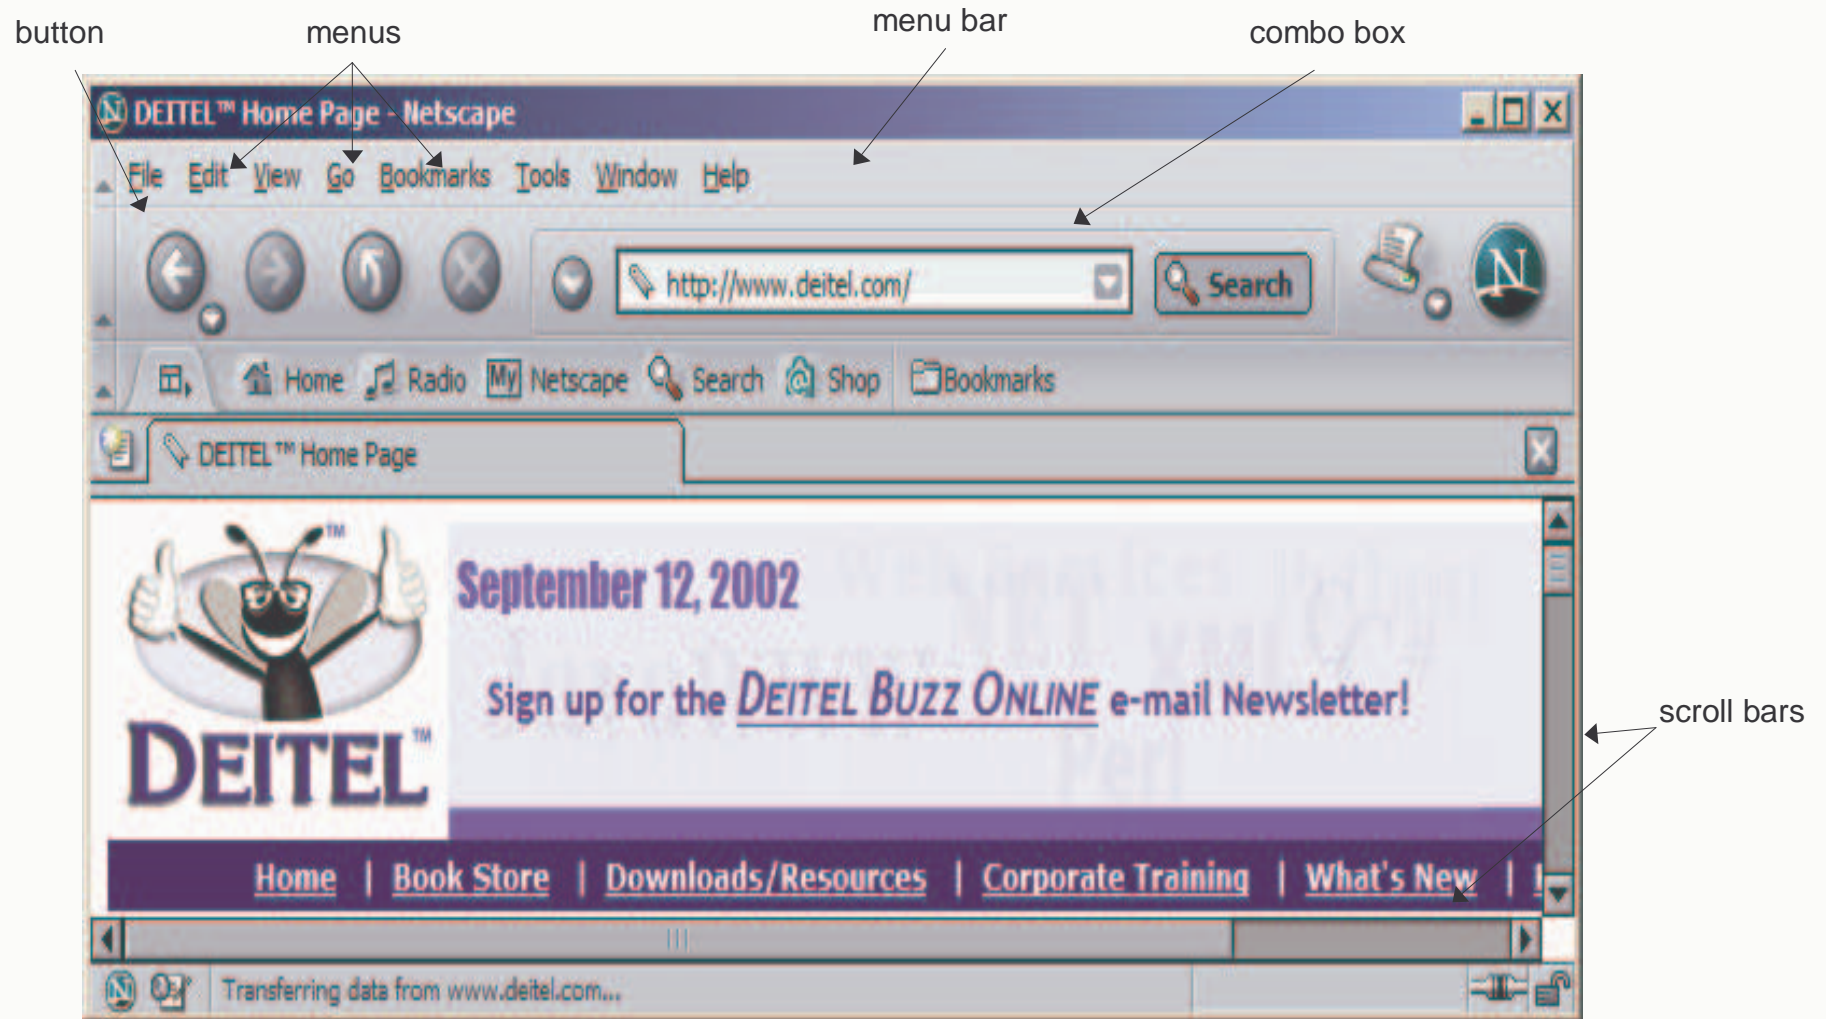 button menus menu bar combo box
DEITEL™ Home Page - Netscape
File Edit View Go Bookmarks Tools Window Help
http://www.deitel.com/ Search N
Home Radio My Netscape Search Shop Bookmarks
DEITEL™ Home Page
September 12, 2002
Sign up for the DEITEL BUZZ ONLINE e-mail Newsletter!
scroll bars
Perl
DEITEL™
Home | Book Store | Downloads/Resources | Corporate Training | What's New |
Transferring data from www.deitel.com...